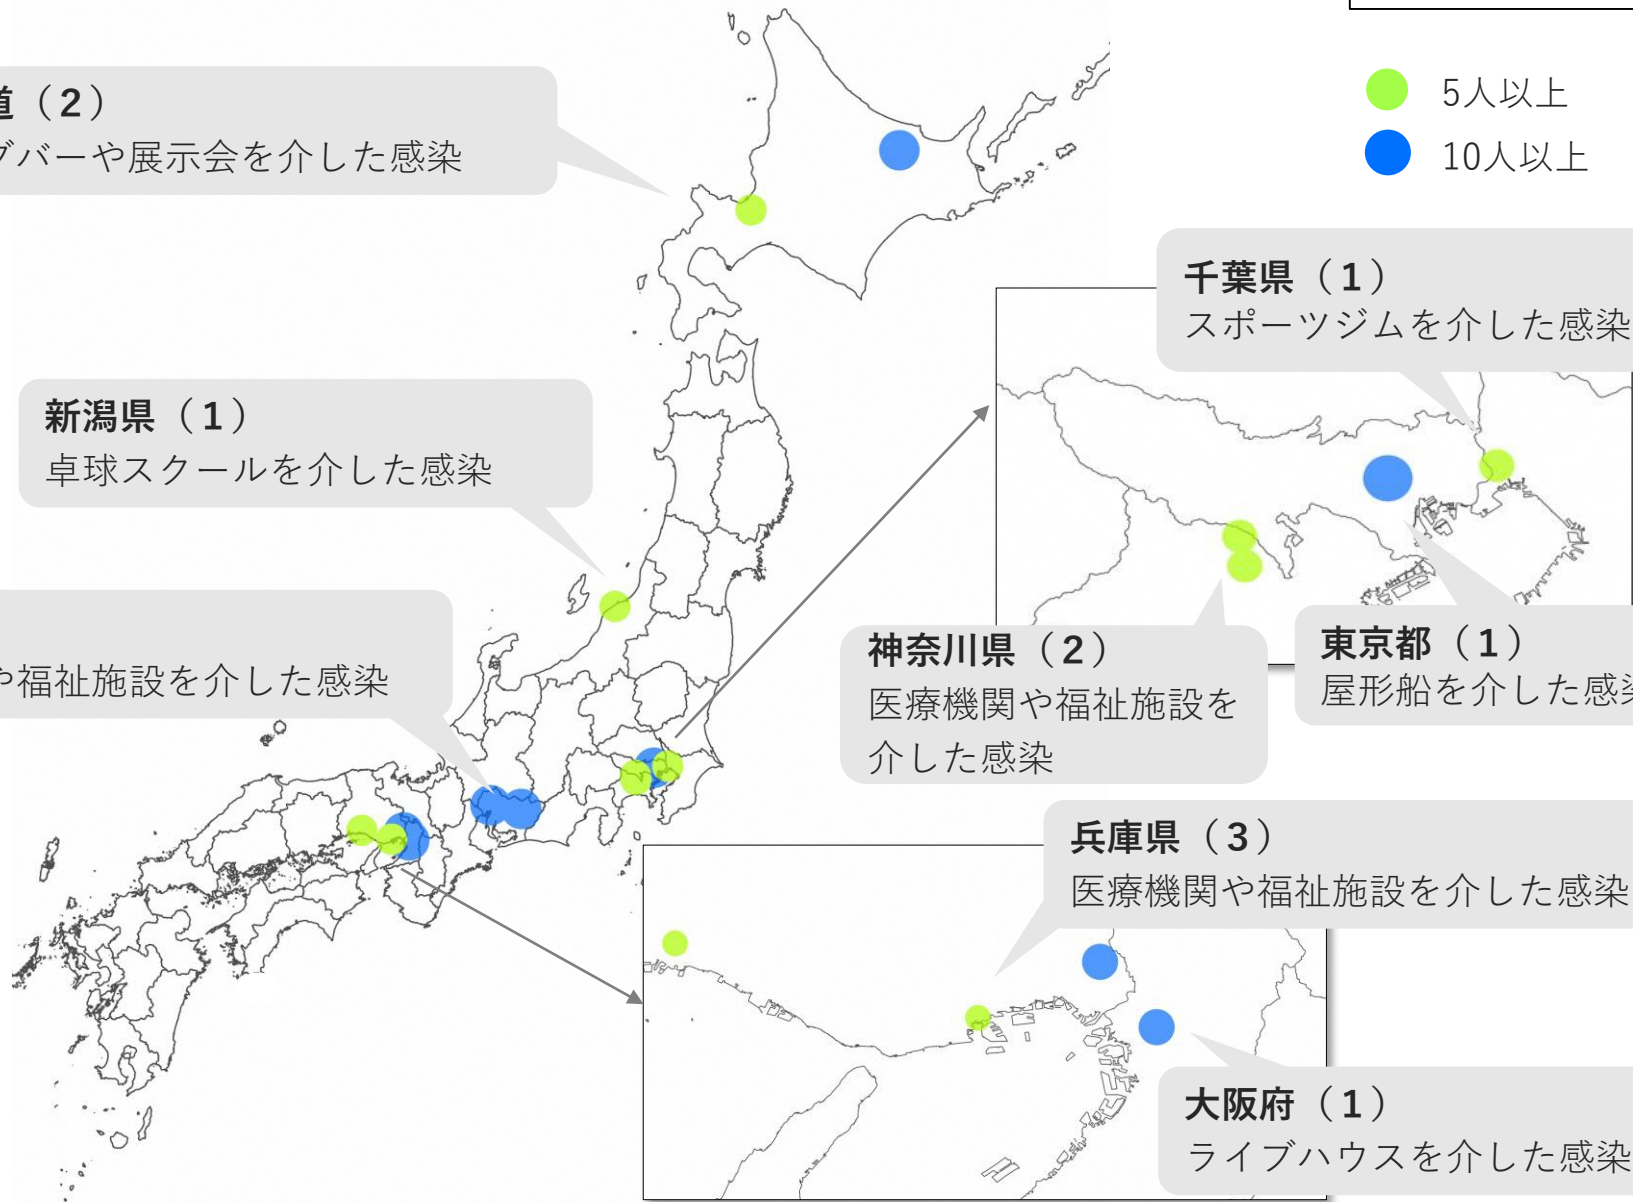 道（2）
ブバーや展示会を介した感染
5人以上
10人以上
千葉県（1）
スポーツジムを介した感染
新潟県（1）
卓球スクールを介した感染
や福祉施設を介した感染
神奈川県（2）
医療機関や福祉施設を
介した感染
東京都（1）
屋形船を介した感染
兵庫県（3）
医療機関や福祉施設を介した感染
大阪府（1）
ライブハウスを介した感染